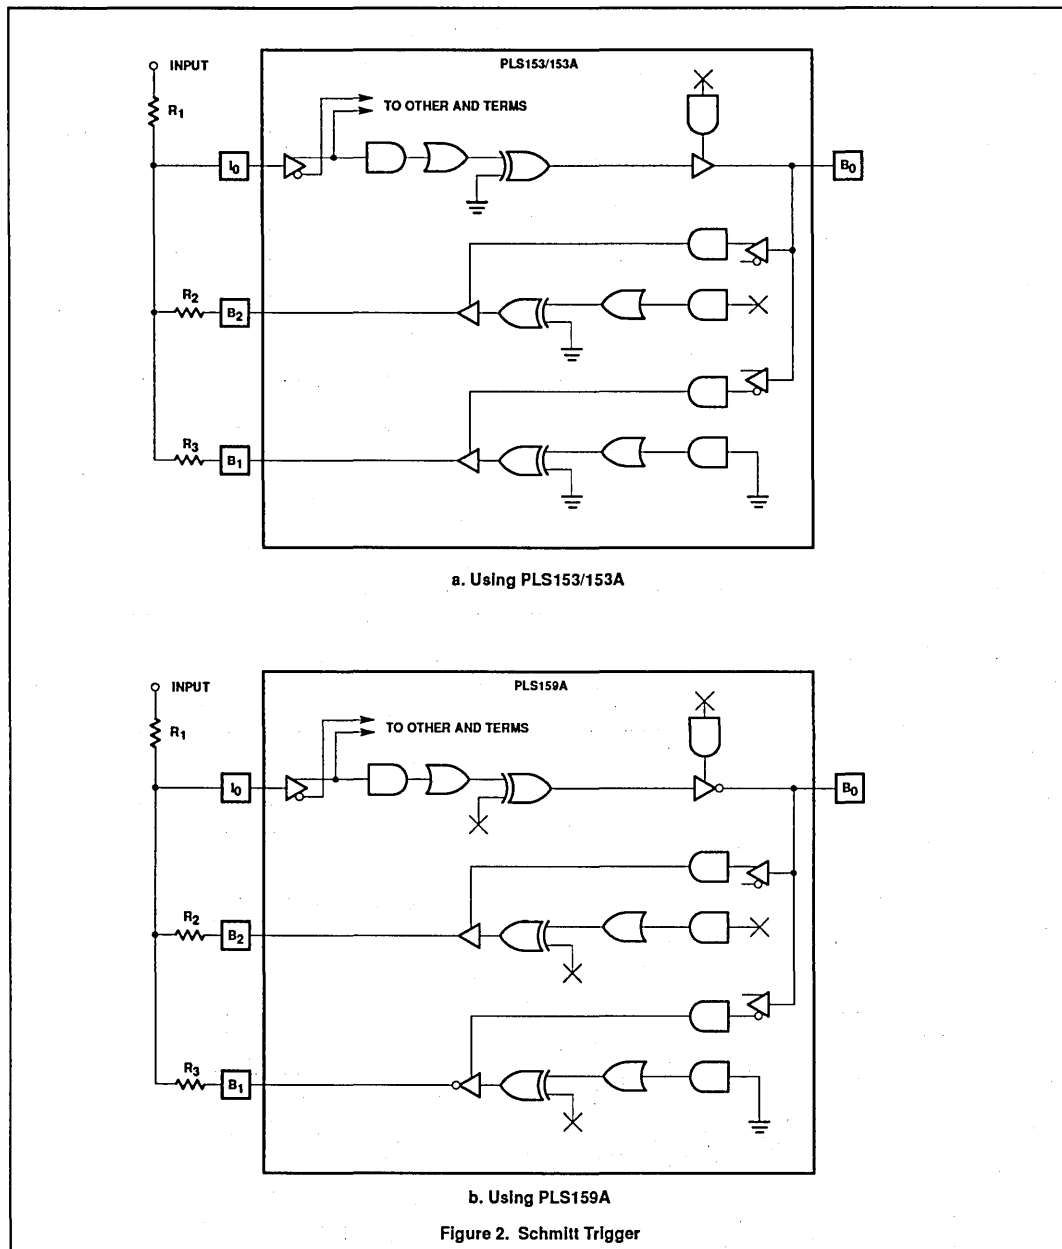 PLS153/153A
INPUT
R1
TO OTHER AND TERMS
I0
B0
R2
B2
R3
B1
a. Using PLS153/153A
PLS159A
INPUT
R1
TO OTHER AND TERMS
I0
B0
R2
B2
R3
B1
b. Using PLS159A
Figure 2. Schmitt Trigger